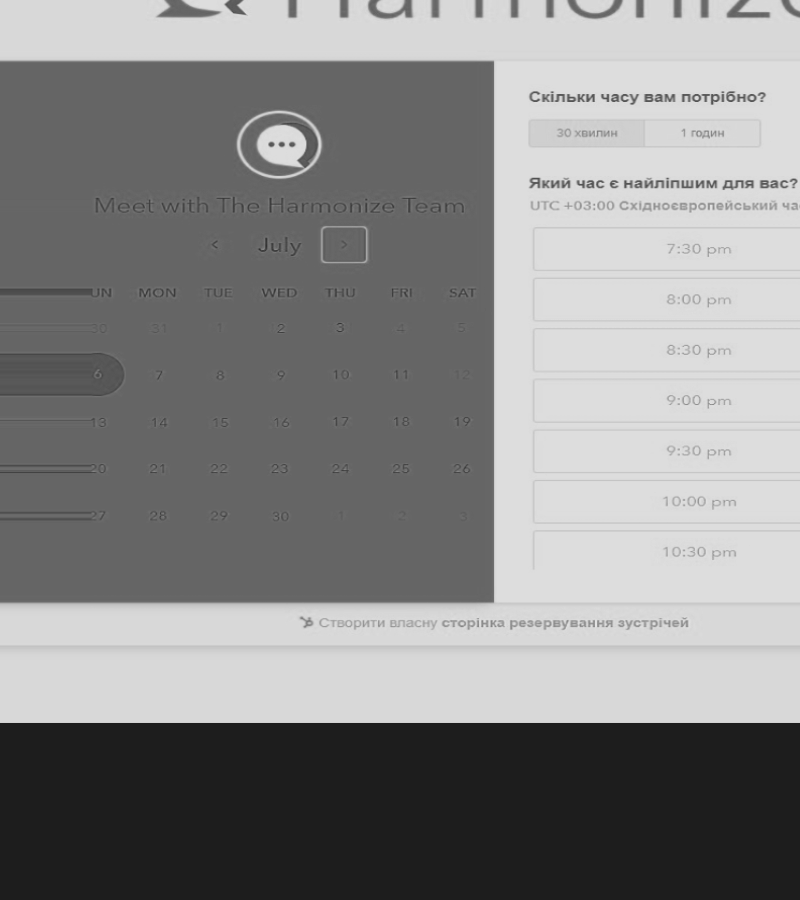 Harmonize
Meet with The Harmonize Team
< July >
UN MON TUE WED THU FRI SAT
30 31 1 2 3 4 5
6 7 8 9 10 11 12
13 14 15 16 17 18 19
20 21 22 23 24 25 26
27 28 29 30 1 2 3
Скільки часу вам потрібно?
30 хвилин 1 годин
Який час є найліпшим для вас?
UTC +03:00 Східноєвропейський ча
7:30 pm
8:00 pm
8:30 pm
9:00 pm
9:30 pm
10:00 pm
10:30 pm
Створити власну сторінка резервування зустрічей